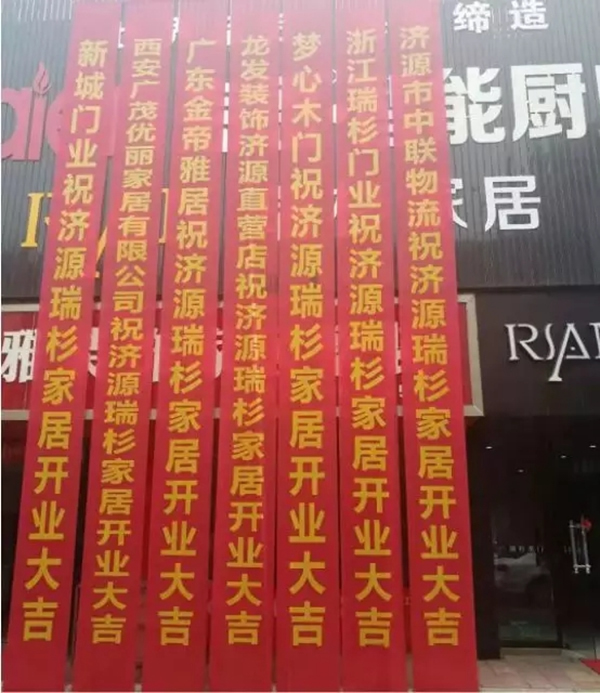 缔造
能厨
家居
RSA
雅
新城门业祝济源瑞杉家居开业大吉
西安广茂优丽家居有限公司祝济源瑞杉家居开业大吉
广东金帝雅居祝济源瑞杉家居开业大吉
龙发装饰济源直营店祝济源瑞杉家居开业大吉
梦心木门祝济源瑞杉家居开业大吉
浙江瑞杉门业祝济源瑞杉家居开业大吉
济源市中联物流祝济源瑞杉家居开业大吉